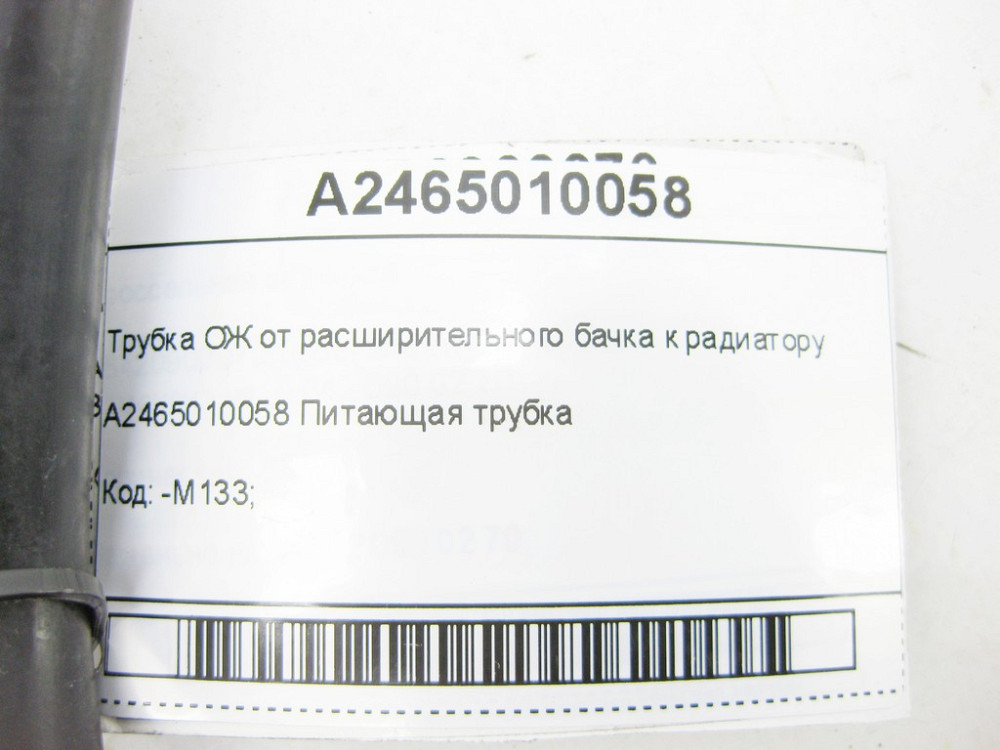 A2465010058
Трубка ОЖ от расширительного бачка к радиатору
A2465010058 Питающая трубка
Код: -M133;